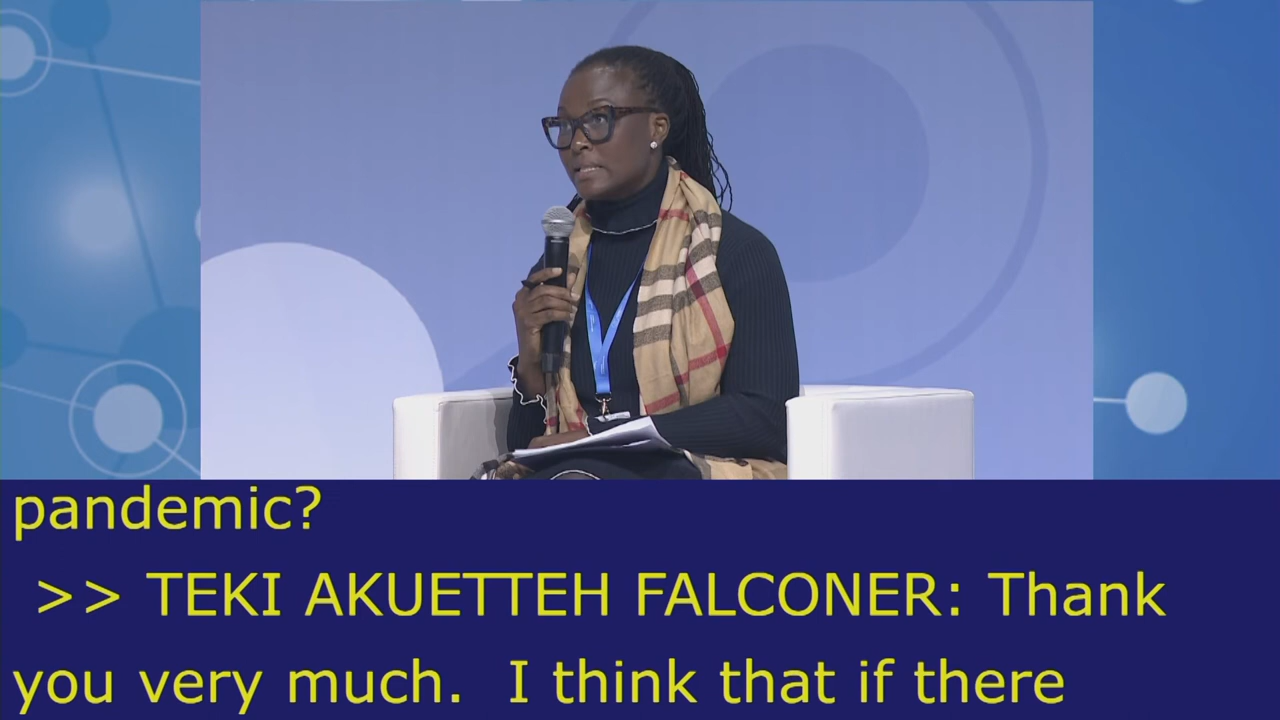 pandemic?
>> TEKI AKUETTEH FALCONER: Thank
you very much.  I think that if there